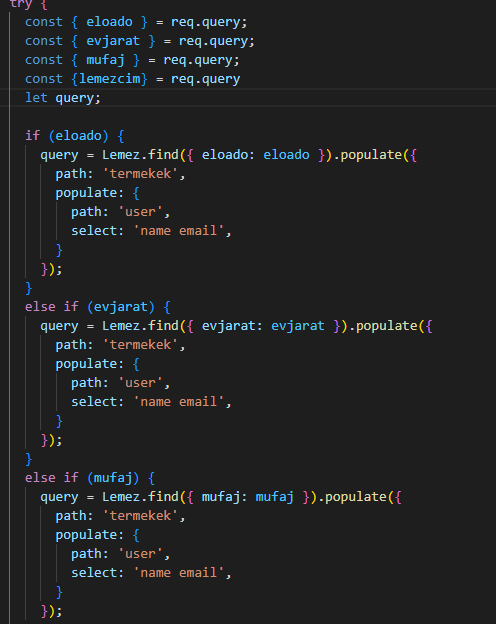 try {
const { eloado } = req.query;
const { evjarat } = req.query;
const { mufaj } = req.query;
const {lemezcim} = req.query
let query;
if (eloado) {
query = Lemez.find({ eloado: eloado }).populate({
path: 'termekek',
populate: {
path: 'user',
select: 'name email',
}
});
}
else if (evjarat) {
query = Lemez.find({ evjarat: evjarat }).populate({
path: 'termekek',
populate: {
path: 'user',
select: 'name email',
}
});
}
else if (mufaj) {
query = Lemez.find({ mufaj: mufaj }).populate({
path: 'termekek',
populate: {
path: 'user',
select: 'name email',
}
});